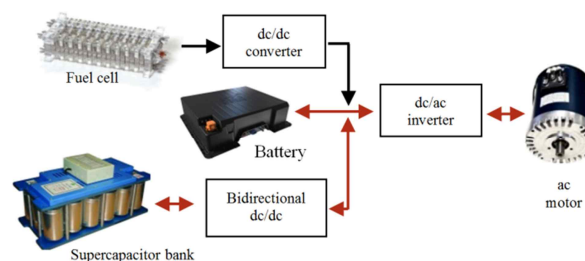 dc/dc
converter
Fuel cell
dc/ac
inverter
Battery
Bidirectional
dc/dc
ac
motor
Supercapacitor bank